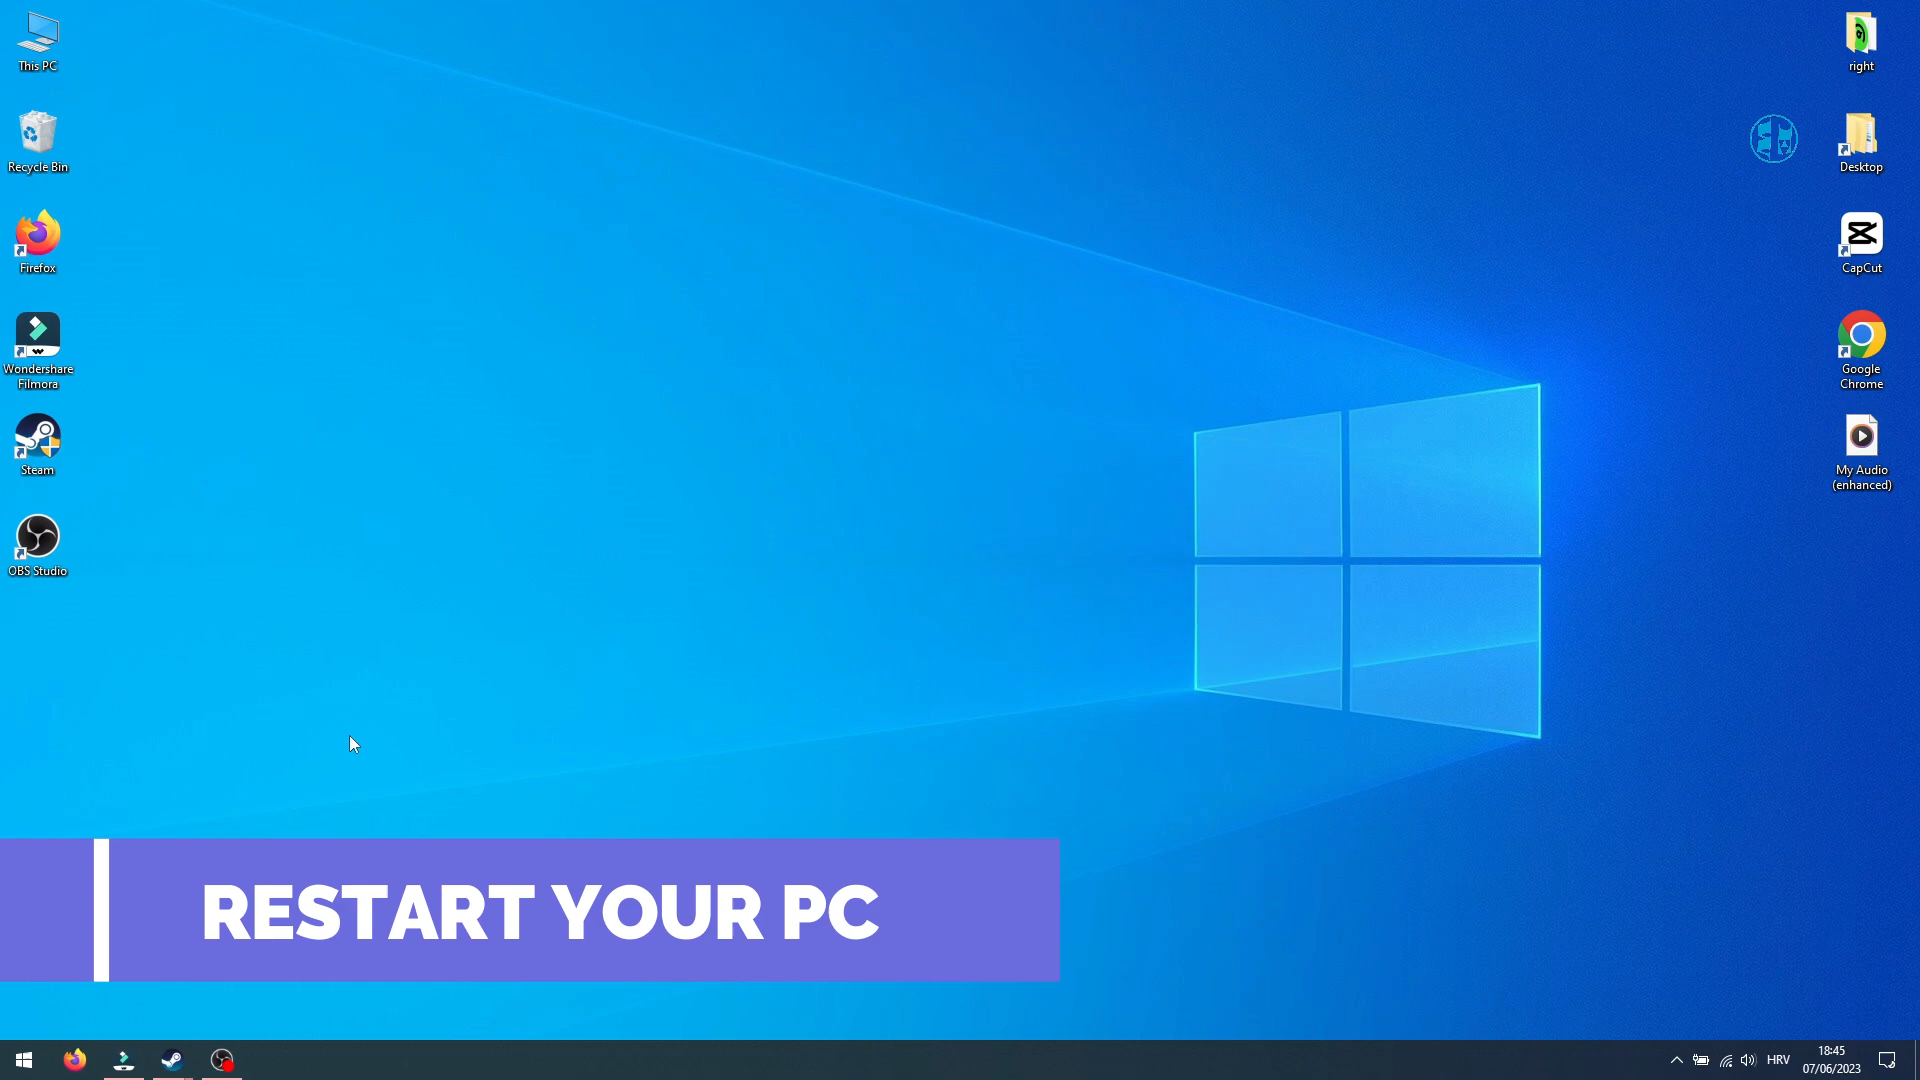 This PC
Recycle Bin
Firefox
Wondershare
Filmora
Steam
OBS Studio
right
Desktop
CapCut
Google
Chrome
My Audio
(enhanced)
RESTART YOUR PC
HRV
18:45
07/06/2023